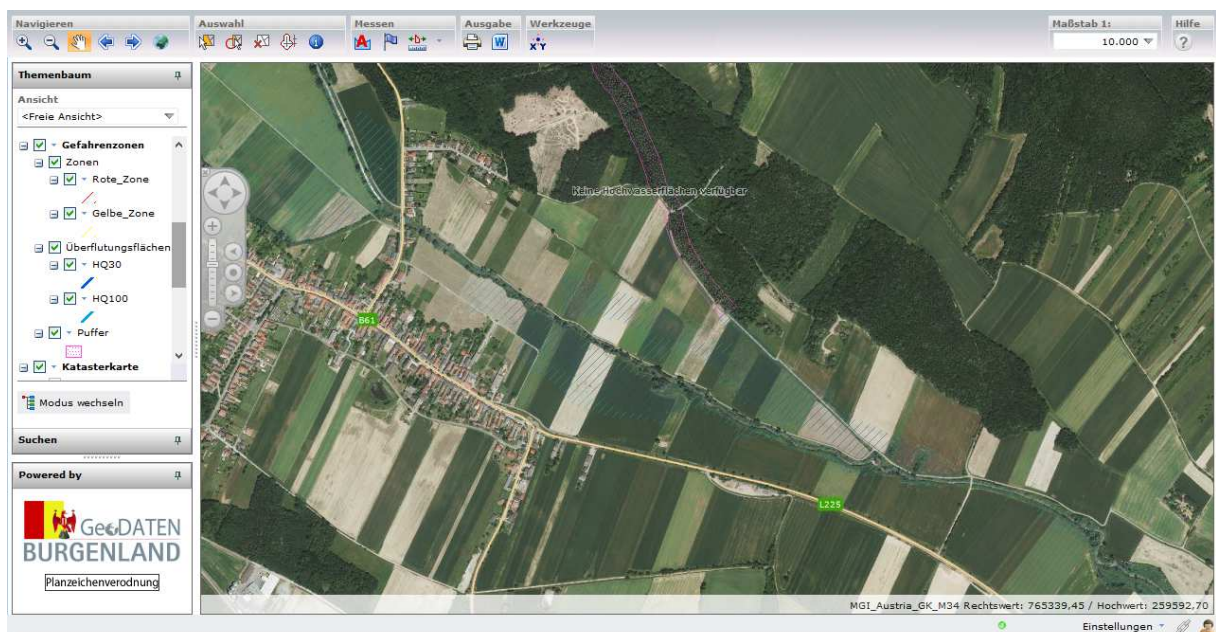 Navigieren
Auswahl
Messen
Ausgabe
Werkzeuge
Maßstab 1:
Hilfe
10.000
Themenbaum
Ansicht
<Freie Ansicht>
Gefahrenzonen
Zonen
Rote_Zone
Gelbe_Zone
Überflutungsflächen
HQ30
HQ100
Puffer
Katasterkarte
Modus wechseln
Suchen
Powered by
GeoDATEN
BURGENLAND
Planzeichenverodnung
Keine Hochwasserflächen verfügbar
B61
L225
MGI_Austria_GK_M34 Rechtswert: 765339,45 / Hochwert: 259592,70
Einstellungen